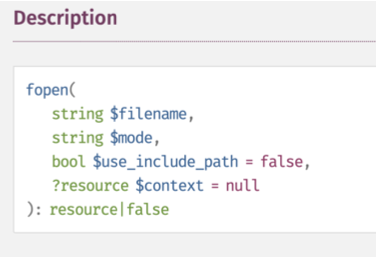 Description
fopen(
string $filename,
string $mode,
bool $use_include_path = false,
?resource $context = null
): resource|false